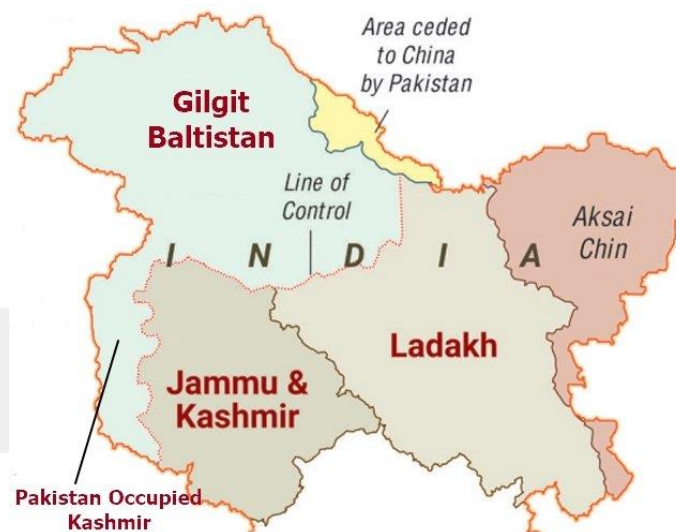 Area ceded
to China
by Pakistan
Gilgit
Baltistan
Line of
Control
Aksai
Chin
I N D I A
Ladakh
Jammu &
Kashmir
Pakistan Occupied
Kashmir